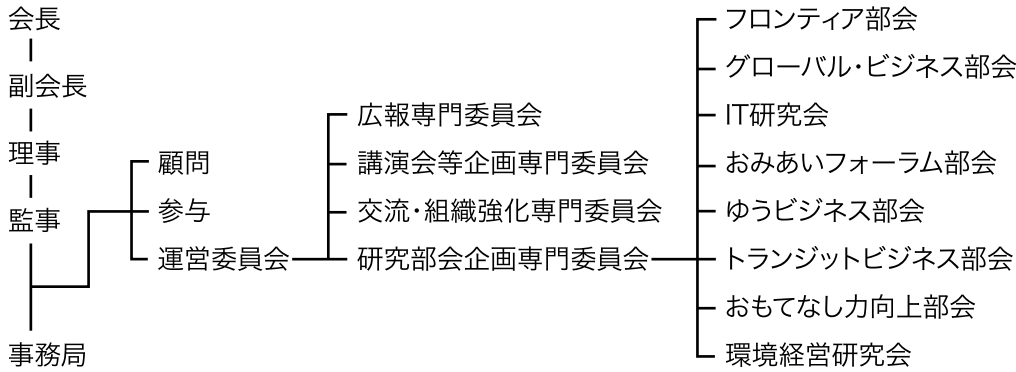 会長
副会長
理事
監事
事務局
顧問
参与
運営委員会
広報専門委員会
講演会等企画専門委員会
交流・組織強化専門委員会
研究部会企画専門委員会
フロンティア部会
グローバル・ビジネス部会
IT研究会
おみあいフォーラム部会
ゆうビジネス部会
トランジットビジネス部会
おもてなし力向上部会
環境経営研究会